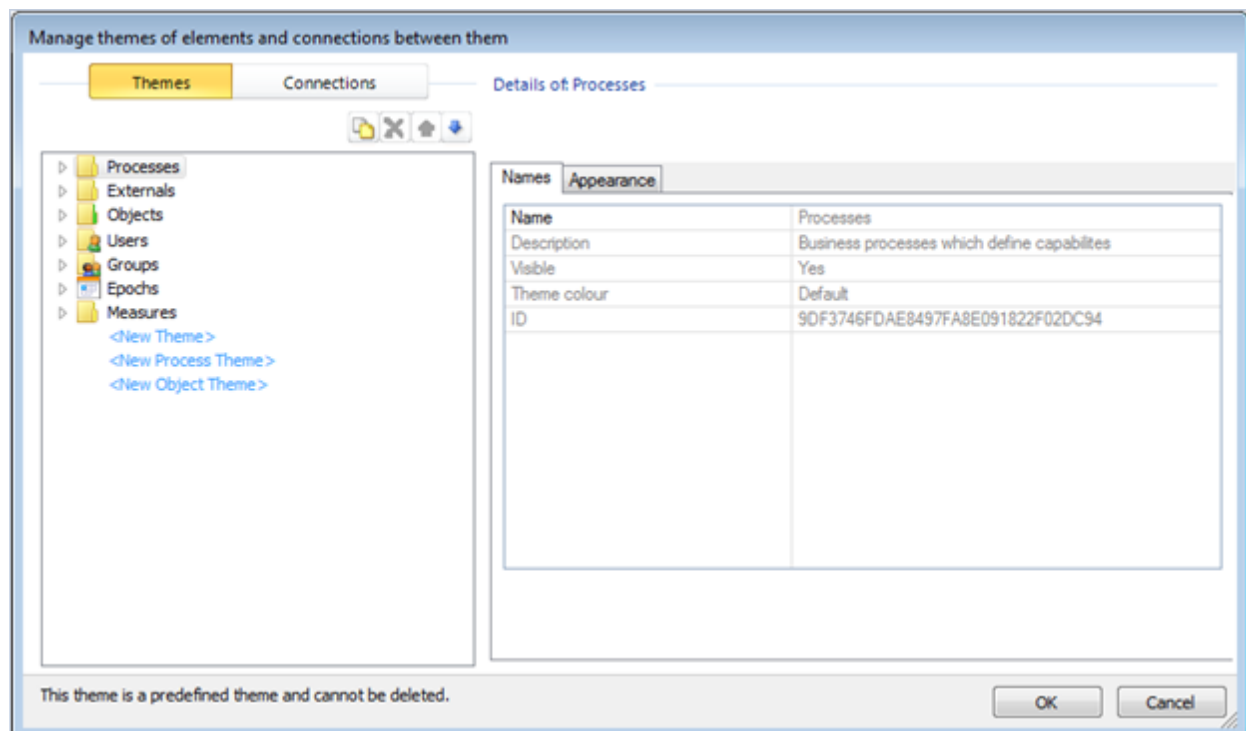 Manage themes of elements and connections between them
Themes Connections
Details of: Processes
Processes
Externals
Objects
Users
Groups
Epochs
Measures
<New Theme>
<New Process Theme>
<New Object Theme>
Names Appearance
Name Processes
Description Business processes which define capabilites
Visible Yes
Theme colour Default
ID 9DF3746FDAE8497FA8E091822F02DC94
This theme is a predefined theme and cannot be deleted.
OK Cancel